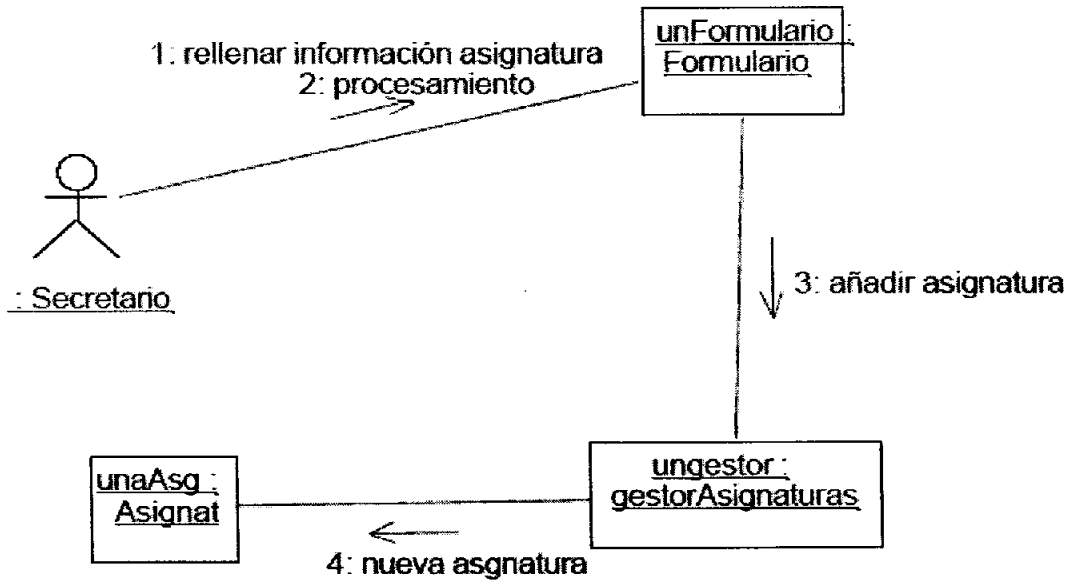 unFormulario :
Formulario
1: rellenar información asignatura
2: procesamiento
: Secretario
3: añadir asignatura
unaAsg :
Asignat
ungestor :
gestorAsignaturas
4: nueva asgnatura